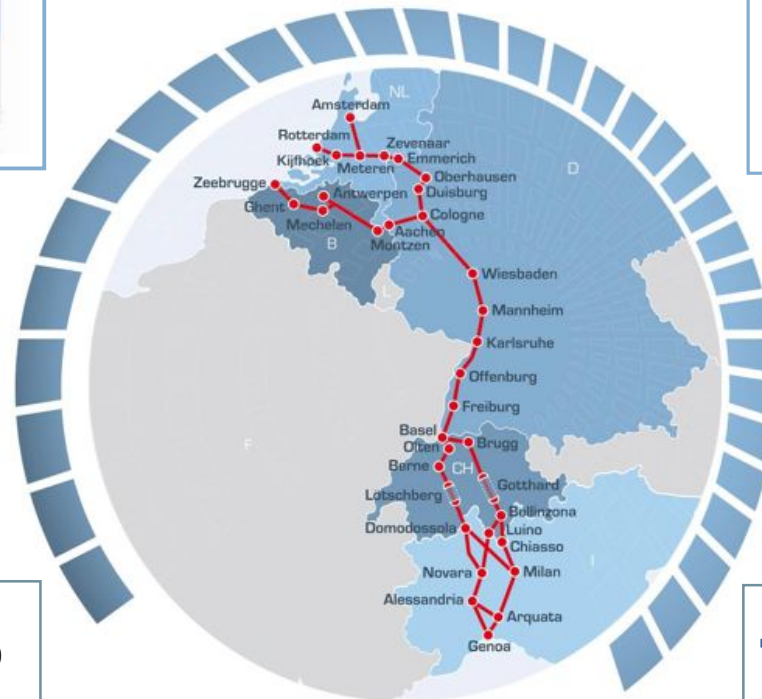 NL
Amsterdam
D
Rotterdam
Zevenaar
Kijfhoek
Meteren
Emmerich
Oberhausen
Zeebrugge
Antwerpen
Duisburg
Ghent
Cologne
Mechelen
Aachen
B
Montzen
Wiesbaden
L
Mannheim
Karlsruhe
Offenburg
Freiburg
Basel
F
Brugg
Olten
Berne
CH
Gotthard
Lötschberg
Bellinzona
Domodossola
Luino
Chiasso
I
Novara
Milan
Alessandria
Arquata
Genoa